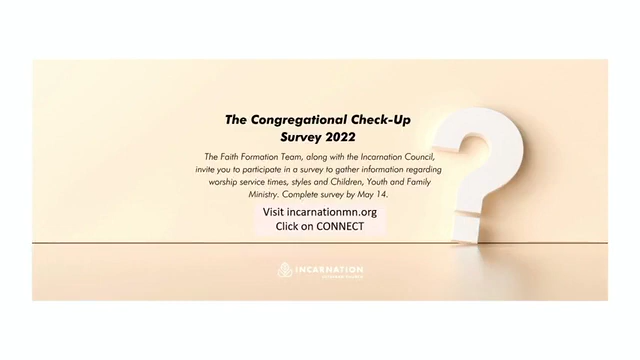 The Congregational Check-Up
Survey 2022
The Faith Formation Team, along with the Incarnation Council,
invite you to participate in a survey to gather information regarding
worship service times, styles and Children, Youth and Family
Ministry. Complete survey by May 14.
Visit incarnationmn.org
Click on CONNECT
INCARNATION